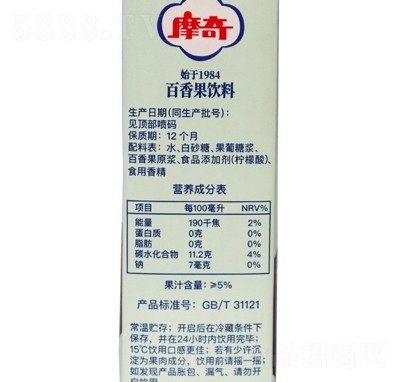 5888.TV
摩奇
始于1984
百香果饮料
生产日期(同生产批号):
见顶部喷码
保质期: 12个月
配料表: 水、白砂糖、果葡糖浆、
百香果原浆、食品添加剂(柠檬酸)、
食用香精
营养成分表
项目 每100毫升 NRV%
能量 190千焦 2%
蛋白质 0克 0%
脂肪 0克 0%
碳水化合物 11.2克 4%
钠 7毫克 0%
果汁含量: ≥5%
产品标准号: GB/T 31121
常温贮存; 开启后在冷藏条件下
保存, 并在24小时内饮用完毕;
15℃饮用口感更佳; 若有少许沉
淀为果肉成分, 饮用前请摇一摇;
如发现产品胀包、漏气, 请勿开
启饮用